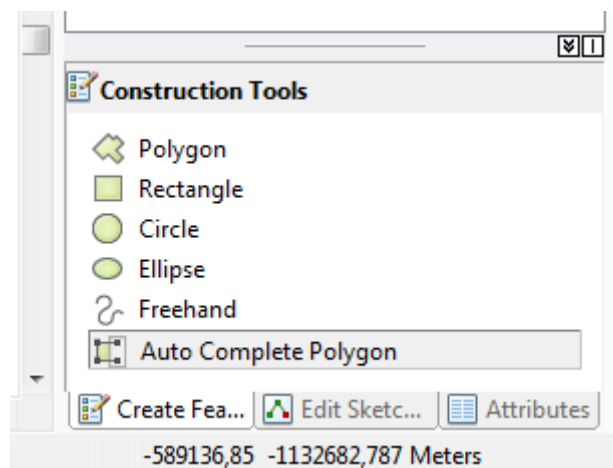 Construction Tools
Polygon
Rectangle
Circle
Ellipse
Freehand
Auto Complete Polygon
Create Fea... Edit Sketc... Attributes
-589136,85 -1132682,787 Meters